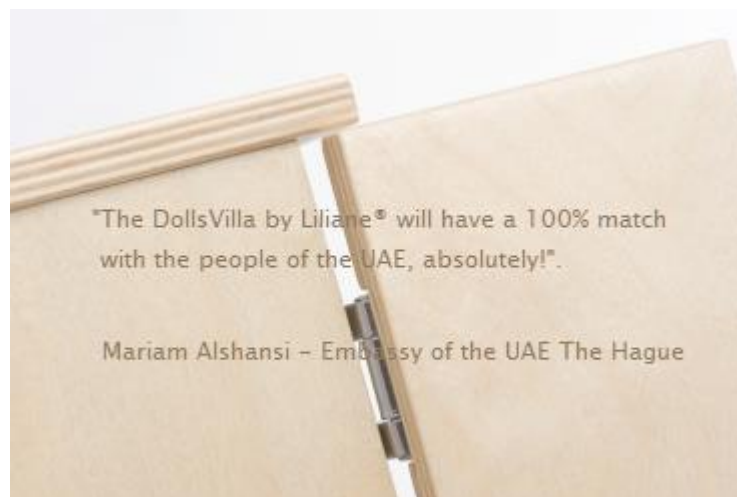 "The DollsVilla by Liliane® will have a 100% match
with the people of the UAE, absolutely!".
Mariam Alshansi - Embassy of the UAE The Hague